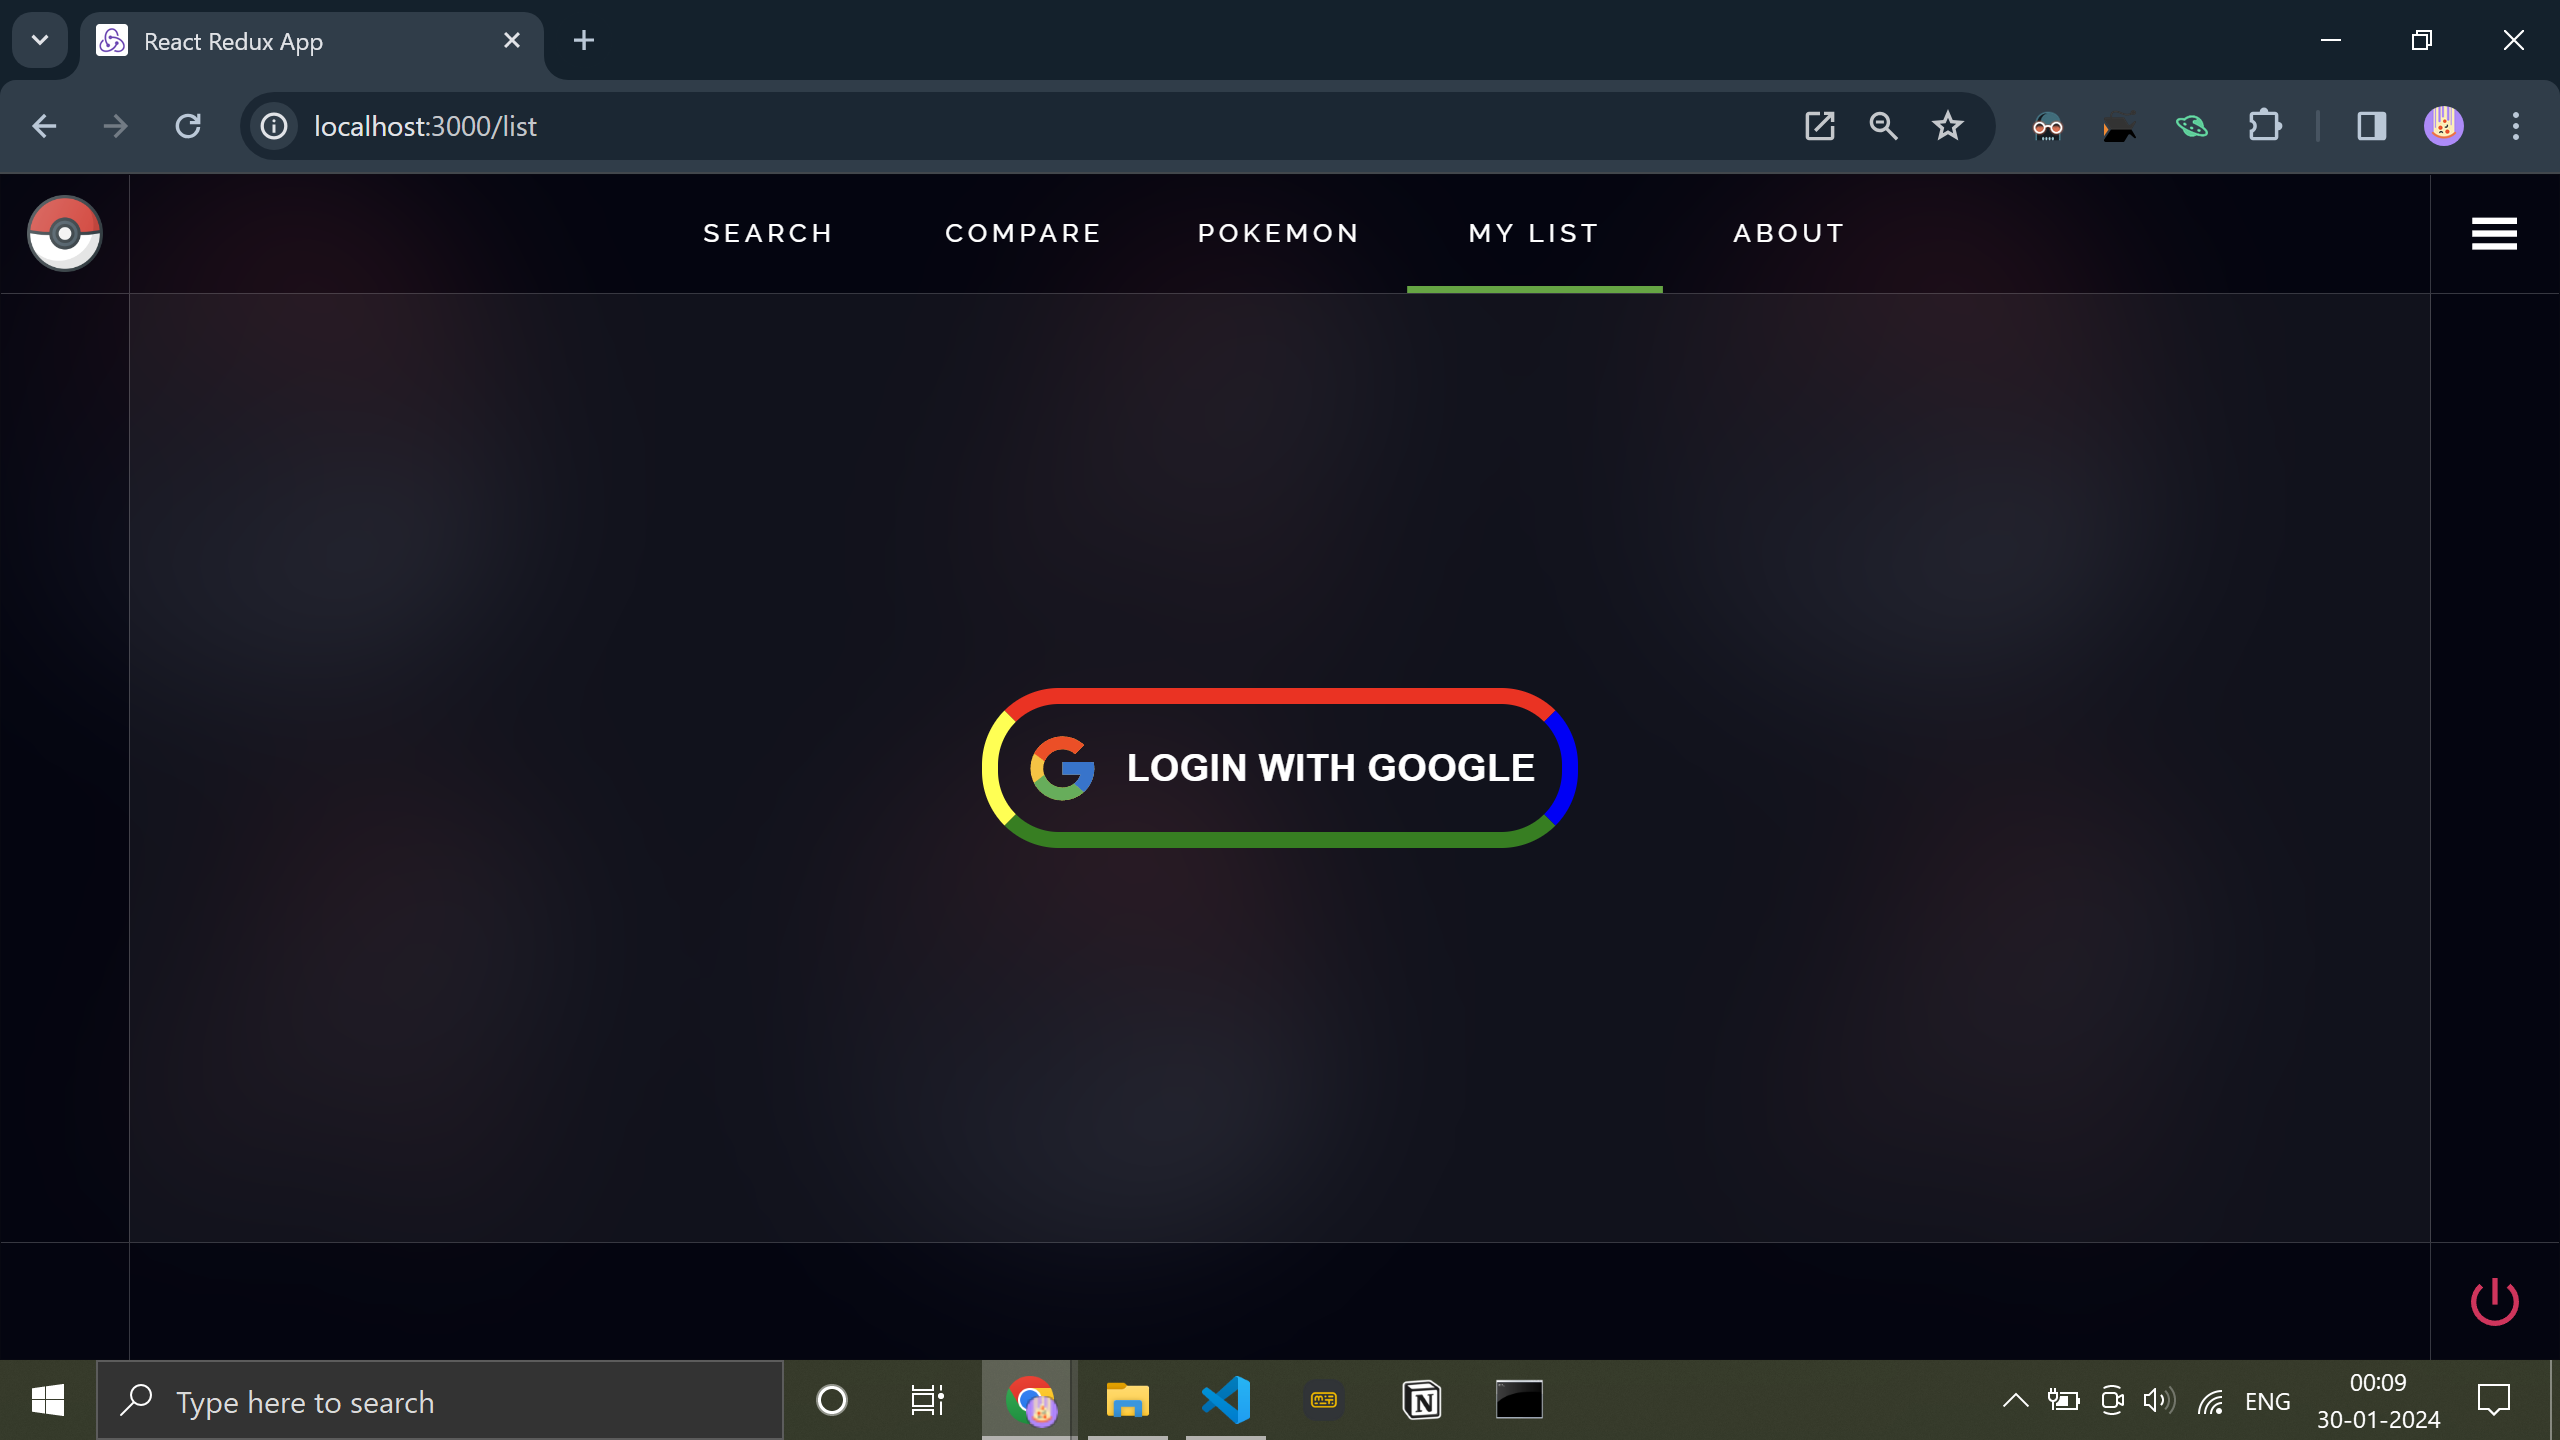 React Redux App
localhost:3000/list
SEARCH
COMPARE
POKEMON
MY LIST
ABOUT
LOGIN WITH GOOGLE
Type here to search
ENG
00:09
30-01-2024